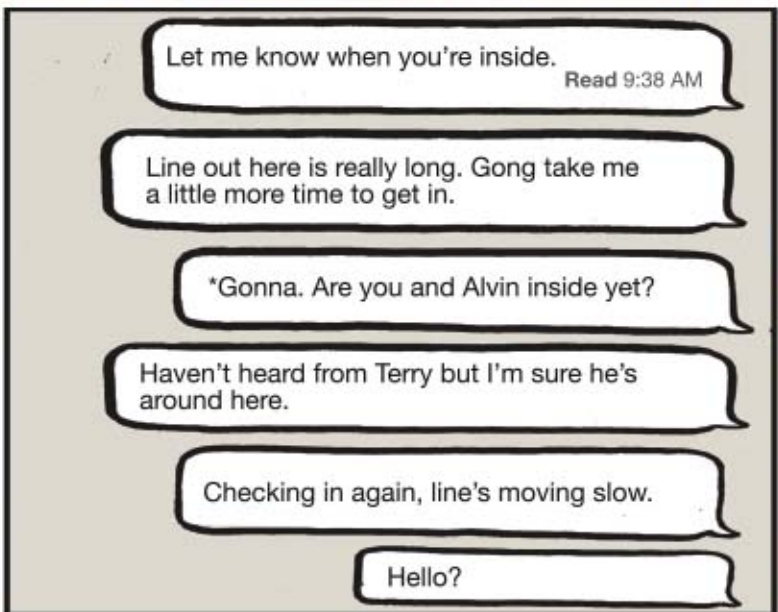 Let me know when you're inside.
Read 9:38 AM
Line out here is really long. Gong take me
a little more time to get in.
*Gonna. Are you and Alvin inside yet?
Haven't heard from Terry but I'm sure he's
around here.
Checking in again, line's moving slow.
Hello?